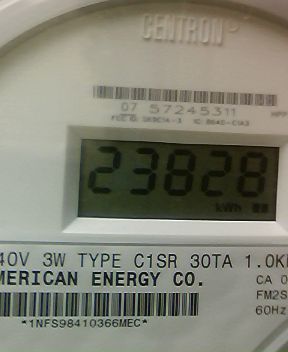 CENTRON
07 57245311
23828
kWh
40V 3W TYPE C1SR 30TA 1.0K
MERICAN ENERGY CO.
CA 0
FM2S
60Hz
*1NFS98410366MEC*